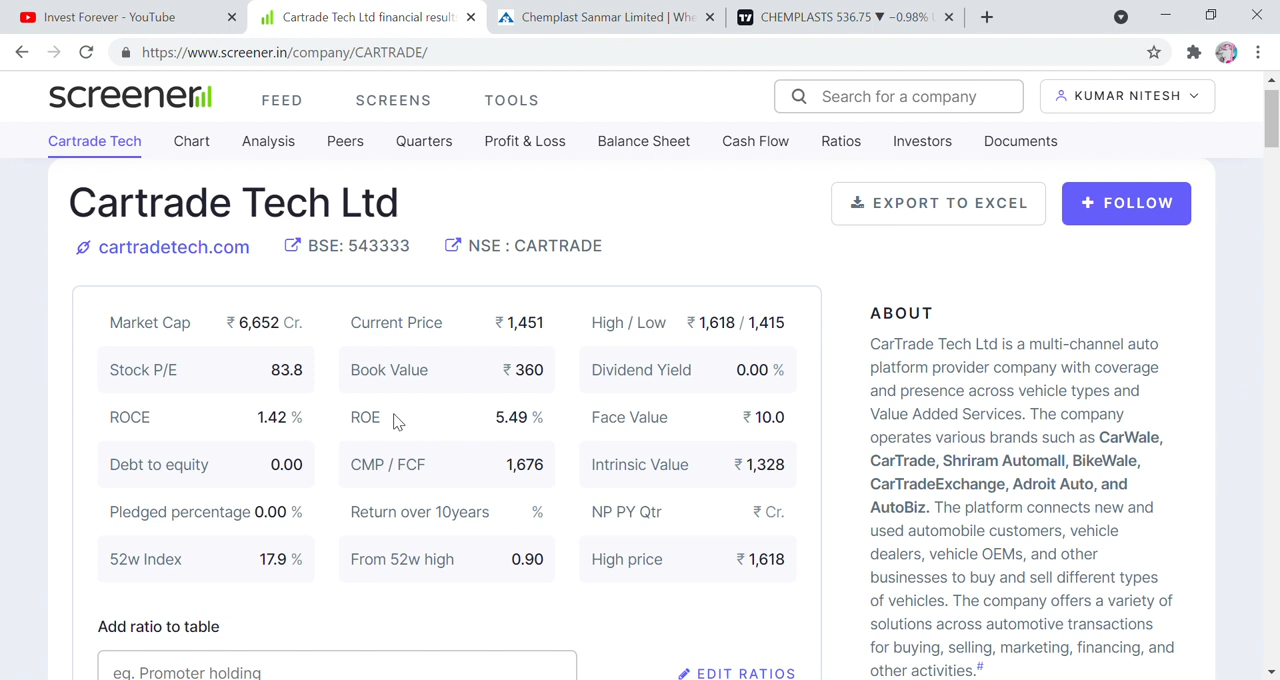 Invest Forever - YouTube
Cartrade Tech Ltd financial result
Chemplast Sanmar Limited | Whe
CHEMPLASTS 536.75 ▼ −0.98%
https://www.screener.in/company/CARTRADE/
screener
FEED
SCREENS
TOOLS
Search for a company
KUMAR NITESH
Cartrade Tech
Chart
Analysis
Peers
Quarters
Profit & Loss
Balance Sheet
Cash Flow
Ratios
Investors
Documents
Cartrade Tech Ltd
EXPORT TO EXCEL
+ FOLLOW
cartradetech.com
BSE: 543333
NSE : CARTRADE
Market Cap ₹ 6,652 Cr.
Current Price ₹ 1,451
High / Low ₹ 1,618 / 1,415
Stock P/E 83.8
Book Value ₹ 360
Dividend Yield 0.00 %
ROCE 1.42 %
ROE 5.49 %
Face Value ₹ 10.0
Debt to equity 0.00
CMP / FCF 1,676
Intrinsic Value ₹ 1,328
Pledged percentage 0.00 %
Return over 10years %
NP PY Qtr ₹ Cr.
52w Index 17.9 %
From 52w high 0.90
High price ₹ 1,618
Add ratio to table
eg. Promoter holding
EDIT RATIOS
ABOUT
CarTrade Tech Ltd is a multi-channel auto
platform provider company with coverage
and presence across vehicle types and
Value Added Services. The company
operates various brands such as CarWale,
CarTrade, Shriram Automall, BikeWale,
CarTradeExchange, Adroit Auto, and
AutoBiz. The platform connects new and
used automobile customers, vehicle
dealers, vehicle OEMs, and other
businesses to buy and sell different types
of vehicles. The company offers a variety of
solutions across automotive transactions
for buying, selling, marketing, financing, and
other activities.#